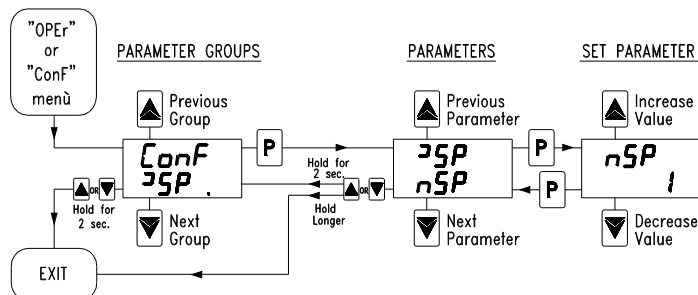 "OPEr"
or
"ConF"
menù
PARAMETER GROUPS
PARAMETERS
SET PARAMETER
Previous
Group
Previous
Parameter
Increase
Value
ConF
SP .
P
Hold for
2 sec.
SP
nSP
P
nSP
1
P
OR
Hold for
2 sec.
OR
Hold
Longer
Next
Group
Next
Parameter
Decrease
Value
EXIT